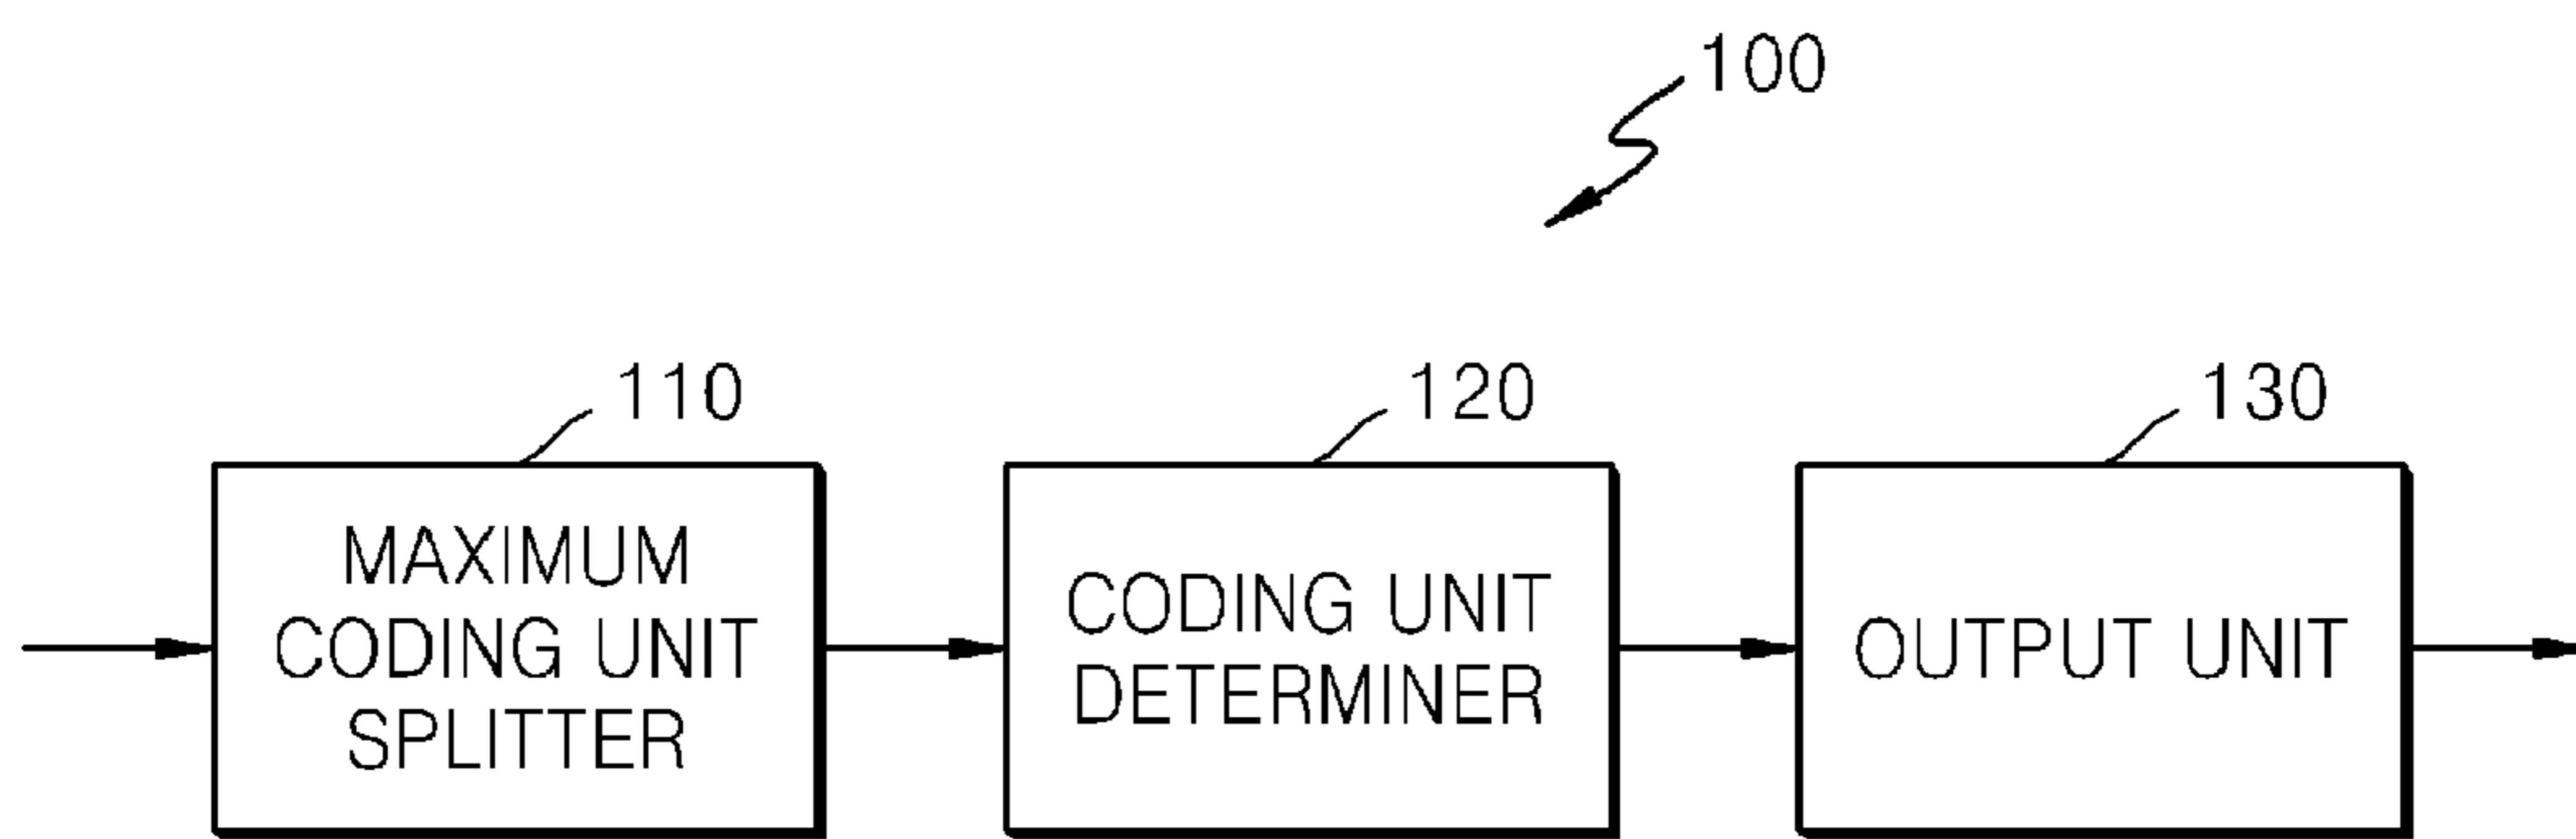 100
110
120
130
MAXIMUM
CODING UNIT
SPLITTER
CODING UNIT
DETERMINER
OUTPUT UNIT